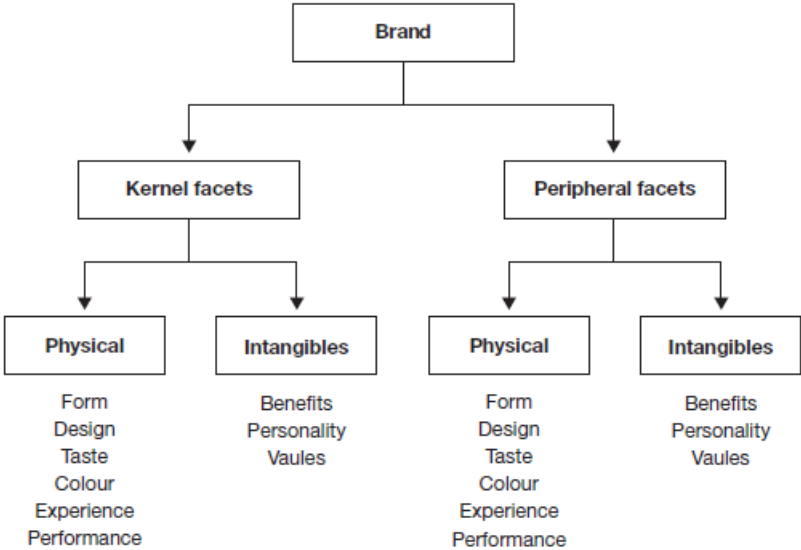 Brand
Kernel facets
Peripheral facets
Physical
Intangibles
Physical
Intangibles
Form
Design
Taste
Colour
Experience
Performance
Benefits
Personality
Vaules
Form
Design
Taste
Colour
Experience
Performance
Benefits
Personality
Vaules